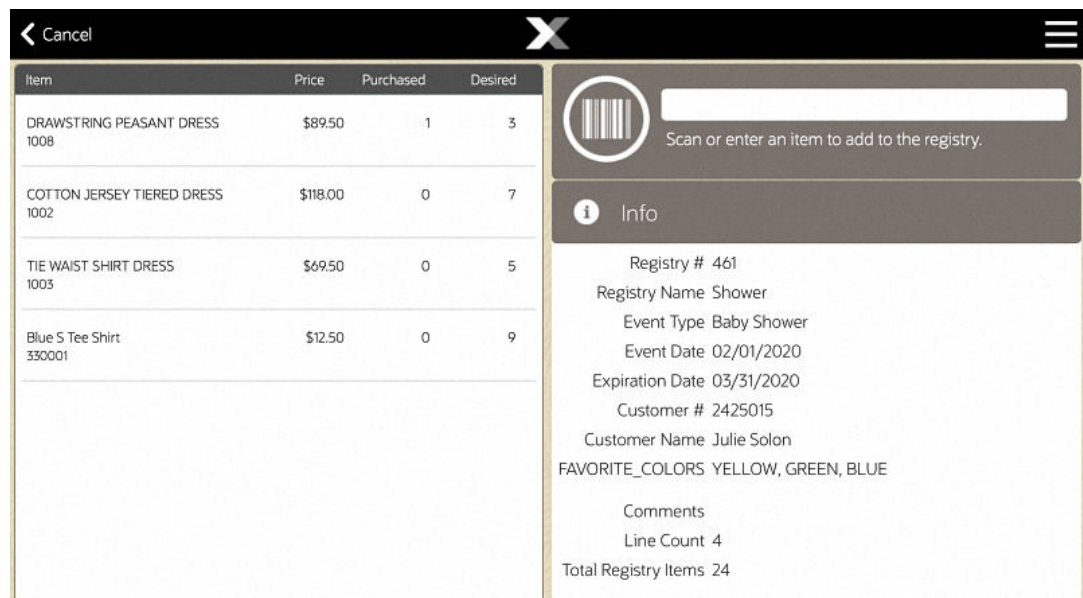 Cancel
Item Price Purchased Desired
DRAWSTRING PEASANT DRESS $89.50 1 3
1008
COTTON JERSEY TIERED DRESS $118.00 0 7
1002
TIE WAIST SHIRT DRESS $69.50 0 5
1003
Blue S Tee Shirt $12.50 0 9
330001
Scan or enter an item to add to the registry.
Info
Registry # 461
Registry Name Shower
Event Type Baby Shower
Event Date 02/01/2020
Expiration Date 03/31/2020
Customer # 2425015
Customer Name Julie Solon
FAVORITE_COLORS YELLOW, GREEN, BLUE
Comments
Line Count 4
Total Registry Items 24